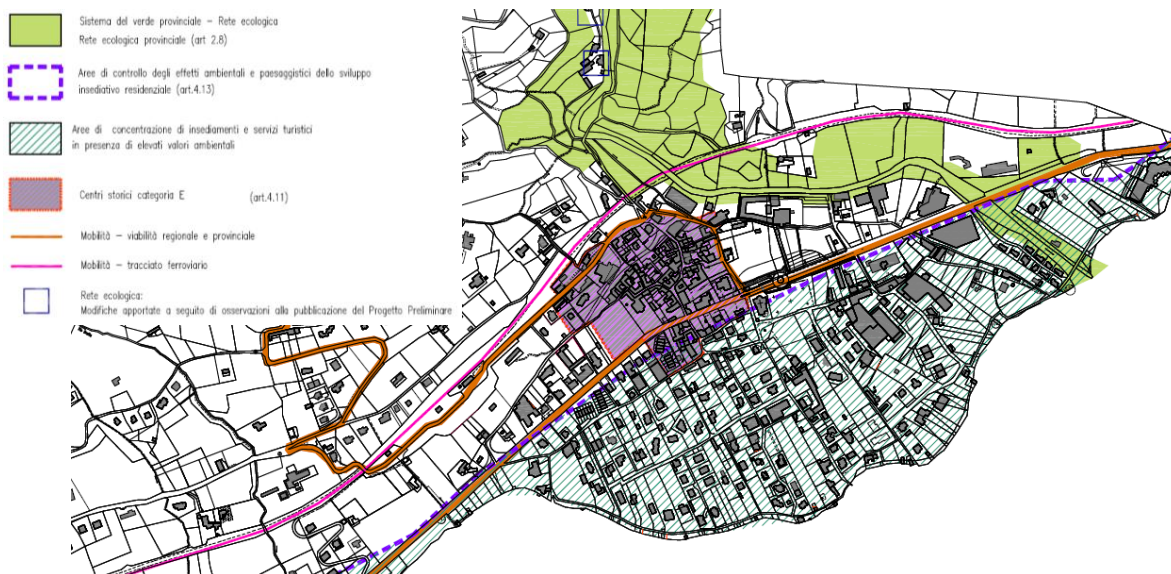 Sistema del verde provinciale – Rete ecologica
Rete ecologica provinciale (art 2.8)
Aree di controllo degli effetti ambientali e paesaggistici dello sviluppo
insediativo residenziale (art.4.13)
Aree di concentrazione di insediamenti e servizi turistici
in presenza di elevati valori ambientali
Centri storici categoria E (art.4.11)
Mobilità – viabilità regionale e provinciale
Mobilità – tracciato ferroviario
Rete ecologica:
Modifiche apportate a seguito di osservazioni alla pubblicazione del Progetto Preliminare